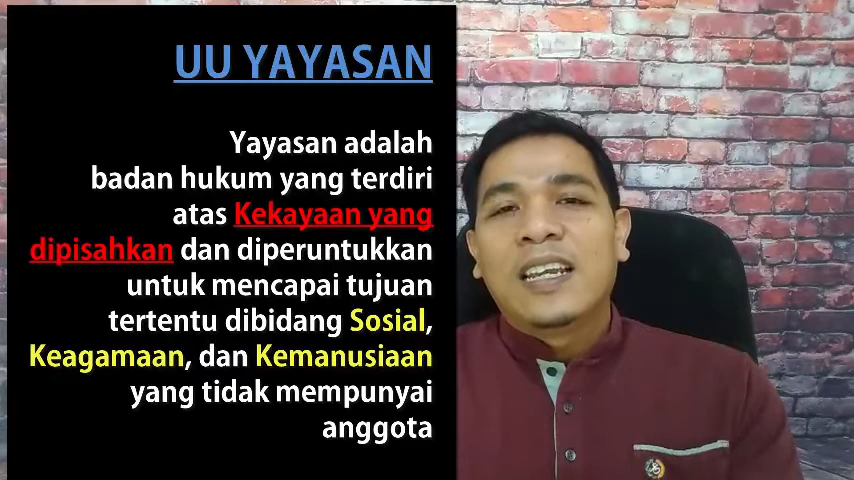 UU YAYASAN
Yayasan adalah
badan hukum yang terdiri
atas Kekayaan yang
dipisahkan dan diperuntukkan
untuk mencapai tujuan
tertentu dibidang Sosial,
Keagamaan, dan Kemanusiaan
yang tidak mempunyai
anggota